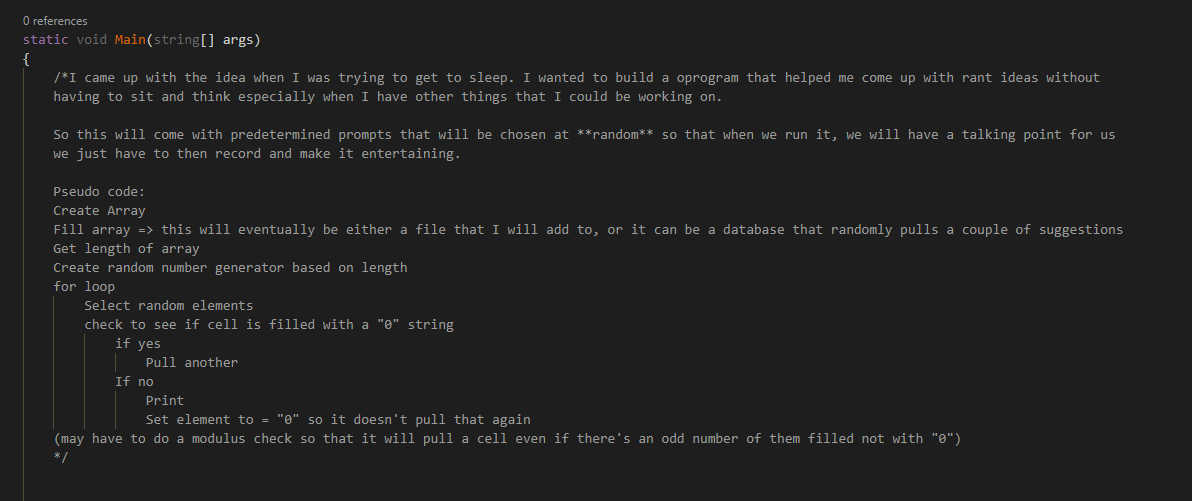 0 references
static void Main(string[] args)
{
/*I came up with the idea when I was trying to get to sleep. I wanted to build a oprogram that helped me come up with rant ideas without
having to sit and think especially when I have other things that I could be working on.
So this will come with predetermined prompts that will be chosen at **random** so that when we run it, we will have a talking point for us
we just have to then record and make it entertaining.
Pseudo code:
Create Array
Fill array => this will eventually be either a file that I will add to, or it can be a database that randomly pulls a couple of suggestions
Get length of array
Create random number generator based on length
for loop
Select random elements
check to see if cell is filled with a "0" string
if yes
Pull another
If no
Print
Set element to = "0" so it doesn't pull that again
(may have to do a modulus check so that it will pull a cell even if there's an odd number of them filled not with "0")
*/